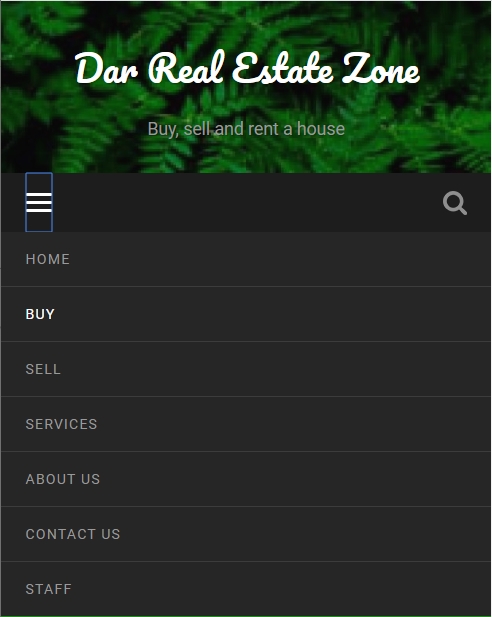 Dar Real Estate Zone
Buy, sell and rent a house
HOME
BUY
SELL
SERVICES
ABOUT US
CONTACT US
STAFF